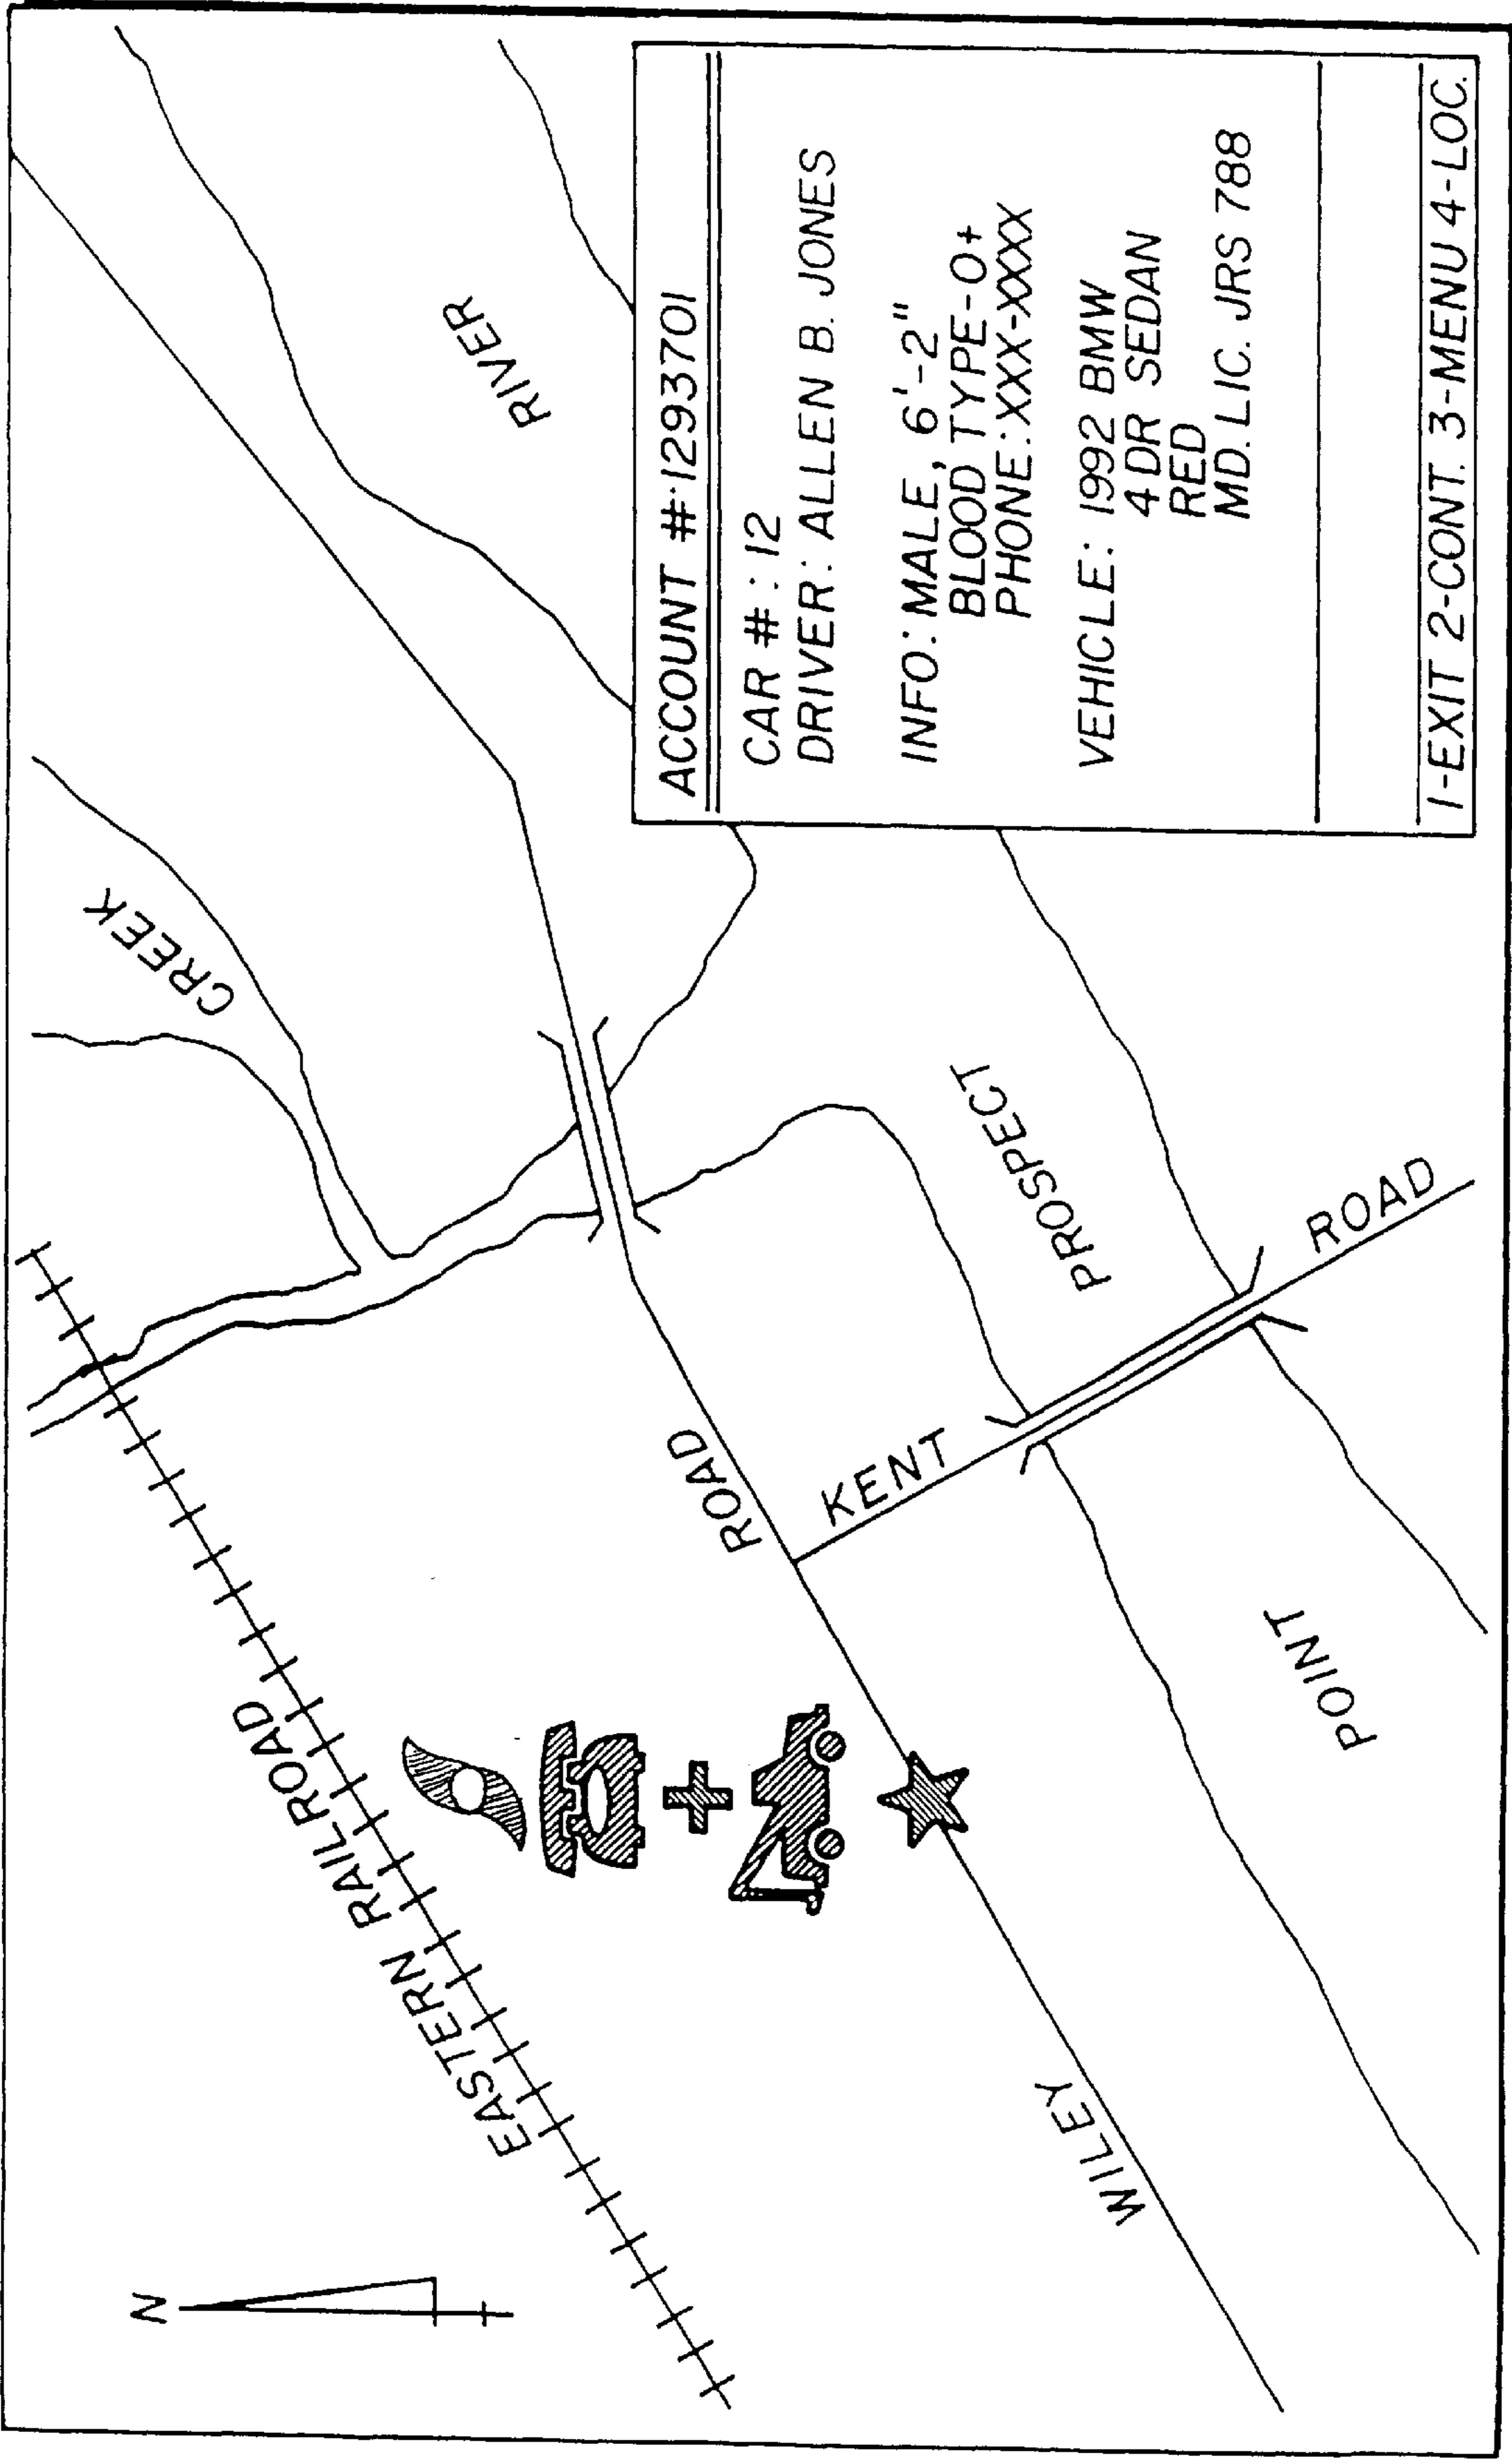 N
EASTERN RAILROAD
CREEK
RIVER
ROAD
WILLEY
KENT
ROAD
PROSPECT
POINT
ACCOUNT #:1293701
CAR #: 12
DRIVER: ALLEN B. JONES
INFO: MALE, 6'-2"
BLOOD TYPE-O+
PHONE: XXX-XXXX
VEHICLE: 1992 BMW
4 DR SEDAN
RED
MD. LIC. JRS 788
1-EXIT 2-CONT. 3-MENU 4-LOC.